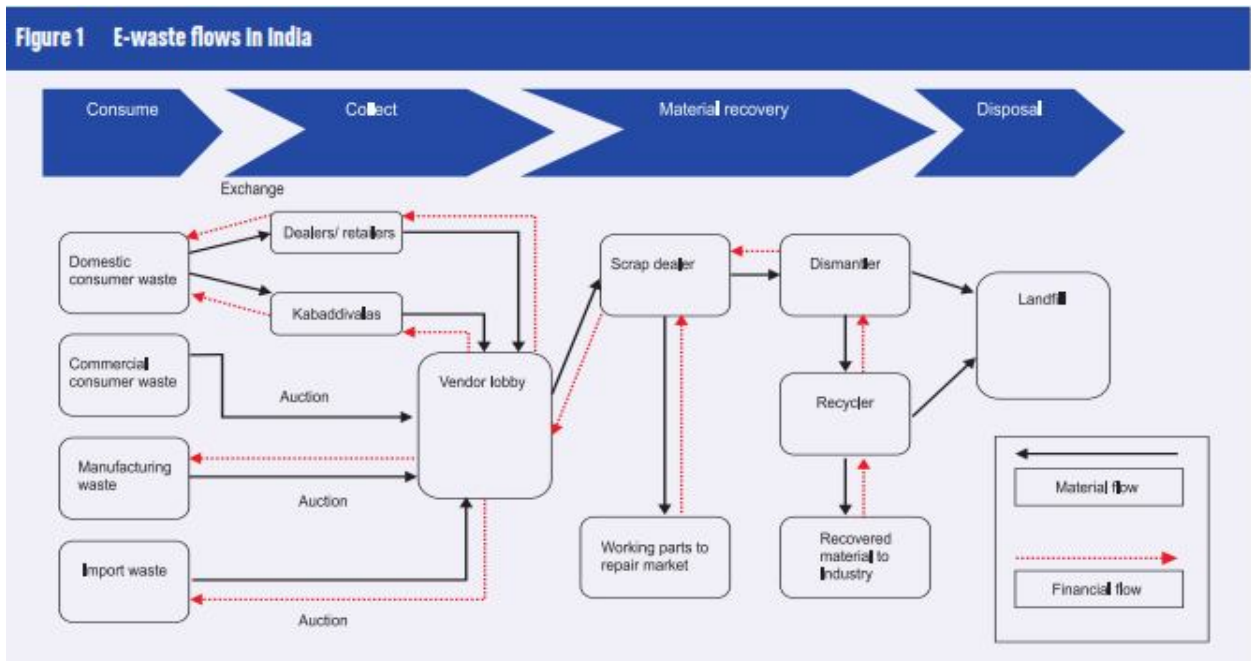 Figure 1 E-waste flows in India
Consume
Collect
Material recovery
Disposal
Exchange
Dealers/ retailers
Domestic
consumer waste
Kabaddivalas
Scrap dealer
Dismantler
Landfill
Commercial
consumer waste
Auction
Vendor lobby
Recycler
Manufacturing
waste
Auction
Material flow
Import waste
Working parts to
repair market
Recovered
material to
Industry
Financial flow
Auction